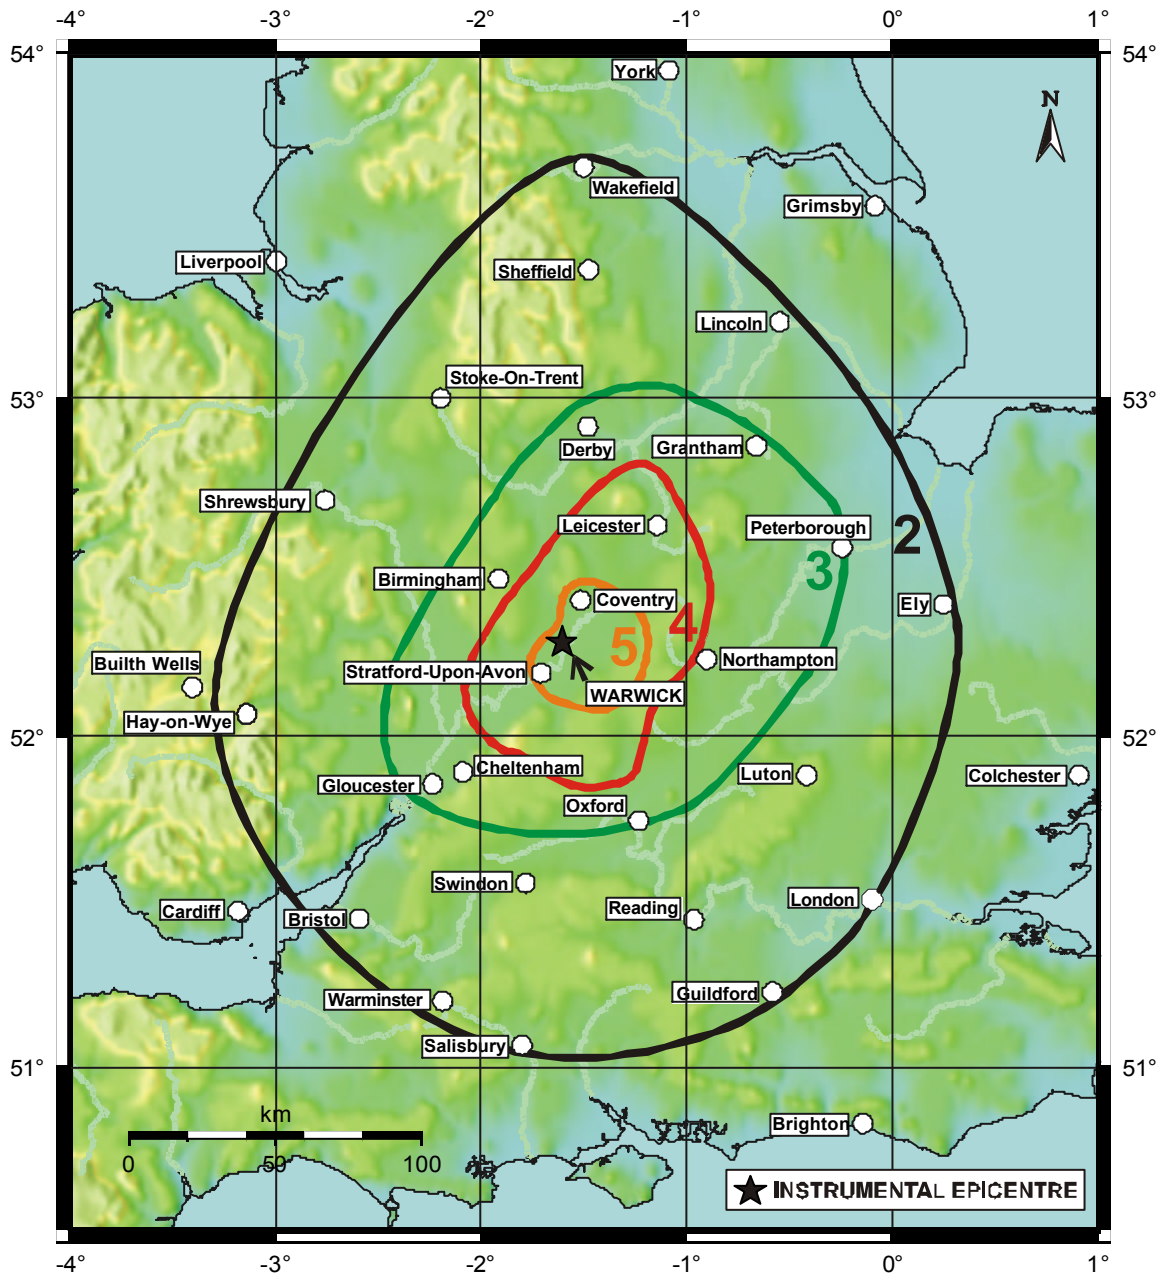 -4° -3° -2° -1° 0° 1°
54° 54°
York
N
Wakefield
Grimsby
Liverpool
Sheffield
Lincoln
Stoke-On-Trent
53° 53°
Derby
Grantham
Shrewsbury
Leicester
Peterborough
2
3
Birmingham
Coventry
Ely
4
5
Builth Wells
Stratford-Upon-Avon
Northampton
WARWICK
Hay-on-Wye
52° 52°
Cheltenham
Gloucester
Luton
Colchester
Oxford
Swindon
London
Cardiff
Bristol
Reading
Warminster
Guildford
Salisbury
51° 51°
km
Brighton
0 50 100
INSTRUMENTAL EPICENTRE
-4° -3° -2° -1° 0° 1°